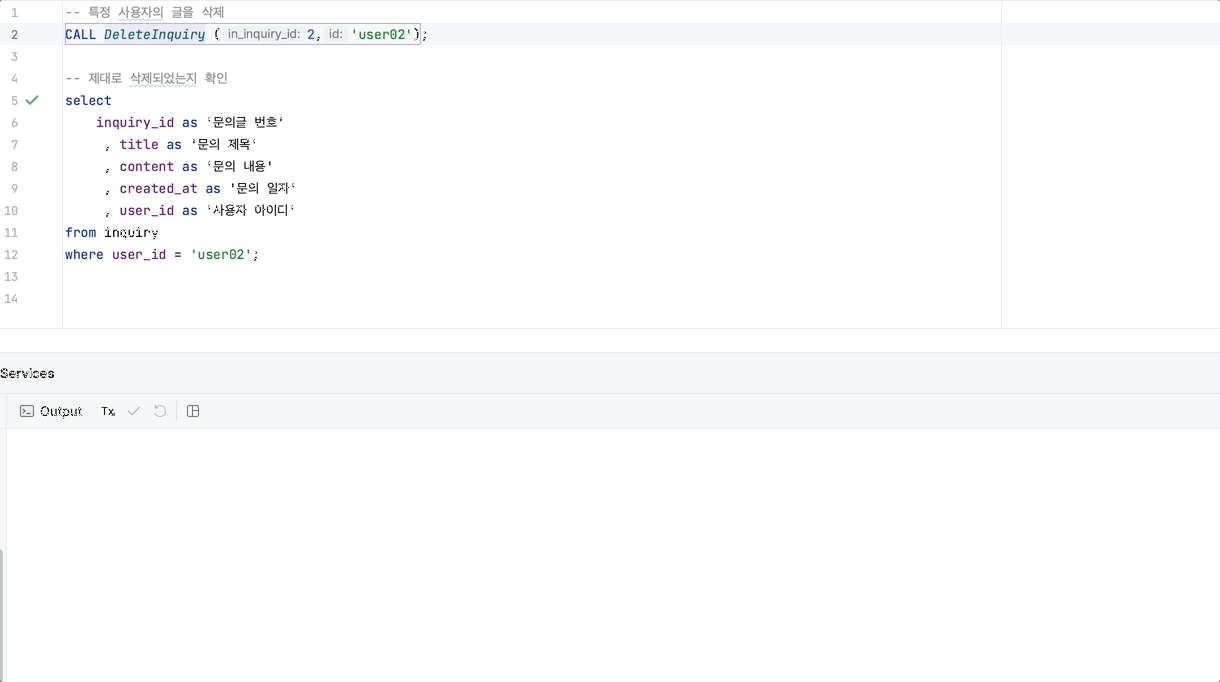 1 -- 특정 사용자의 글을 삭제
2 CALL DeleteInquiry ( in_inquiry_id: 2, id: 'user02');
3
4 -- 제대로 삭제되었는지 확인
5 select
6 inquiry_id as '문의글 번호'
7 , title as '문의 제목'
8 , content as '문의 내용'
9 , created_at as '문의 일자'
10 , user_id as '사용자 아이디'
11 from inquiry
12 where user_id = 'user02';
13
14
Services
Output Tx